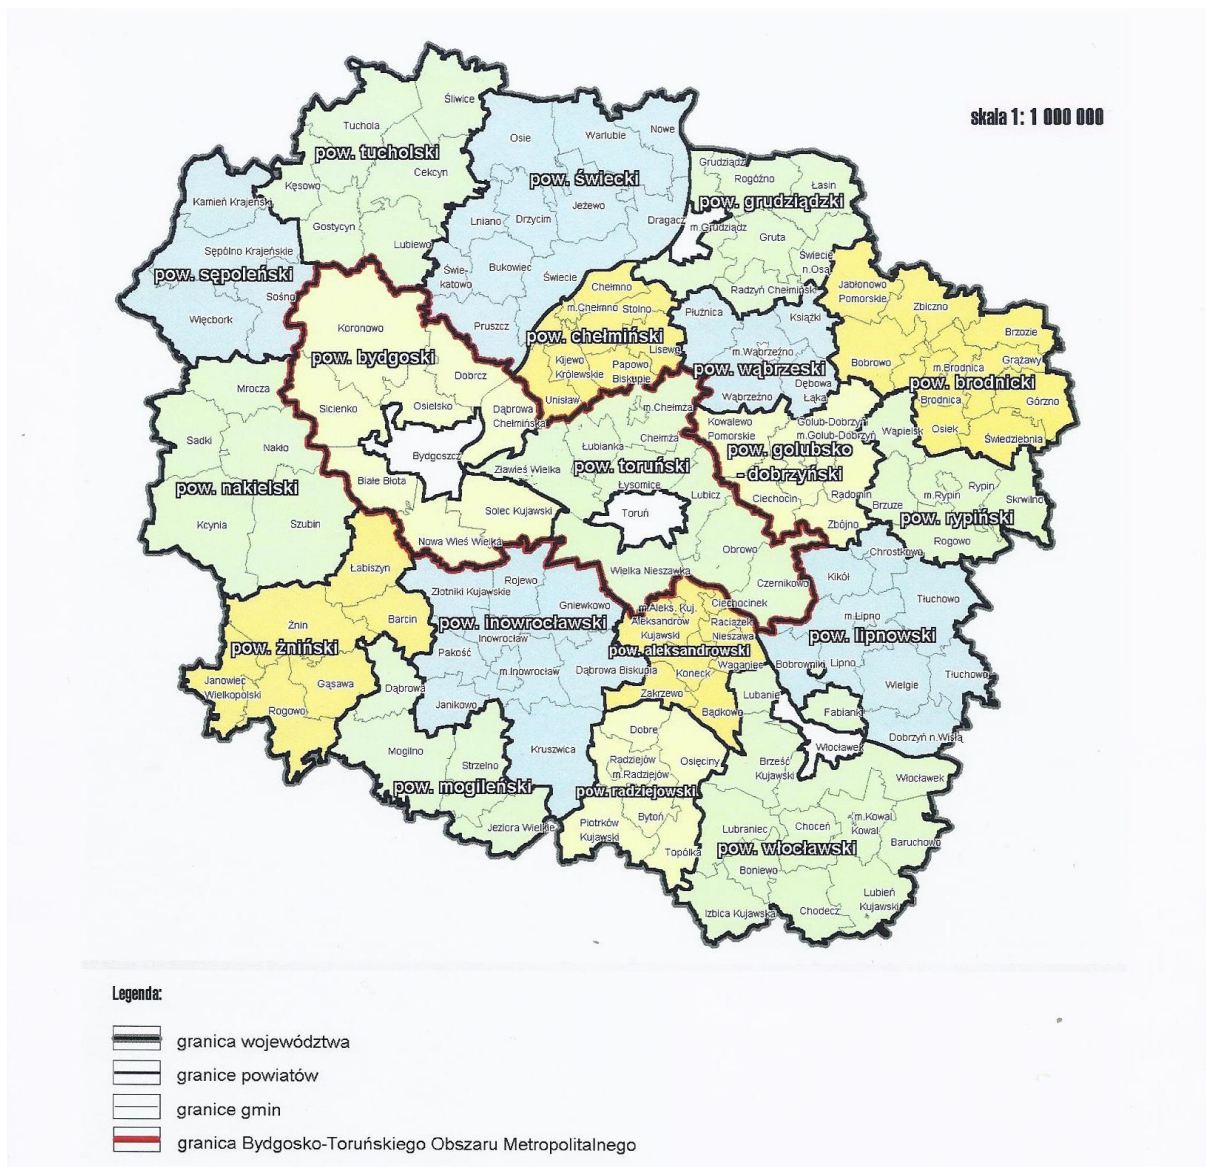 skala 1: 1 000 000
Śliwice
Tuchola
pow. tucholski
Cekcyn
Kęsowo
Gostycyn
Lubiewo
Osie
Warlubie
Nowe
pow. świecki
Jeżewo
Lniano
Drzycim
Dragacz
Świe-
katowo
Bukowiec
Świecie
Pruszcz
Grudziądz
Rogóźno
Łasin
pow. grudziądzki
m.Grudziądz
Gruta
Świecie
n.Osą
Radzyń Chełmiński
Kamień Krajeński
Sępólno Krajeńskie
pow. sępoleński
Sośno
Więcbork
Chełmno
m.Chełmno
Stolno
pow. chełmiński
Lisewo
Kijewo
Królewskie
Papowo
Biskupie
Unisław
Płużnica
Książki
m.Wąbrzeźno
pow. wąbrzeski
Wąbrzeźno
Dębowa
Łąka
Jabłonowo
Pomorskie
Zbiczno
Brzozie
Bobrowo
m.Brodnica
Grążawy
pow. brodnicki
Brodnica
Górzno
Osiek
Świedziebnia
Koronowo
pow. bydgoski
Dobrcz
Sicienko
Osielsko
Dąbrowa
Chełmińska
Bydgoszcz
Białe Błota
Solec Kujawski
Nowa Wieś Wielka
Mrocza
Sadki
Nakło
pow. nakielski
Kcynia
Szubin
m.Chełmża
Łubianka
Chełmża
Zławieś Wielka
pow. toruński
Łysomice
Lubicz
Toruń
Obrowo
Wielka Nieszawka
Czernikowo
Kowalewo
Pomorskie
Golub-Dobrzyń
m.Golub-Dobrzyń
pow. golubsko
- dobrzyński
Ciechocin
Radomin
Zbójno
Wąpielsk
m.Rypin
Rypin
Skrwilno
Brzuze
pow. rypiński
Rogowo
Łabiszyn
Żnin
Barcin
pow. żniński
Janowiec
Wielkopolski
Gąsawa
Rogowo
Złotniki Kujawskie
Rojewo
Gniewkowo
pow. inowrocławski
Inowrocław
Pakość
m.Inowrocław
Dąbrowa Biskupia
Janikowo
Kruszwica
m.Aleks. Kuj.
Ciechocinek
Aleksandrów
Kujawski
Raciążek
Nieszawa
pow. aleksandrowski
Koneck
Waganiec
Zakrzewo
Bądkowo
Chrostkowo
Kikół
Tłuchowo
m.Lipno
pow. lipnowski
Bobrowniki
Lipno
Wielgie
Tłuchowo
Dobrzyń n.Wisłą
Dąbrowa
Mogilno
Strzelno
pow. mogileński
Jeziora Wielkie
Dobre
Radziejów
m.Radziejów
Osięciny
pow. radziejowski
Piotrków
Kujawski
Bytoń
Topólka
Lubanie
Fabianki
Włocławek
Brześć
Kujawski
Włocławek
Lubraniec
Choceń
m.Kowal
Kowal
Baruchowo
pow. włocławski
Boniewo
Lubień
Kujawski
Izbica Kujawska
Chodecz
Legenda:
granica województwa
granice powiatów
granice gmin
granica Bydgosko-Toruńskiego Obszaru Metropolitalnego